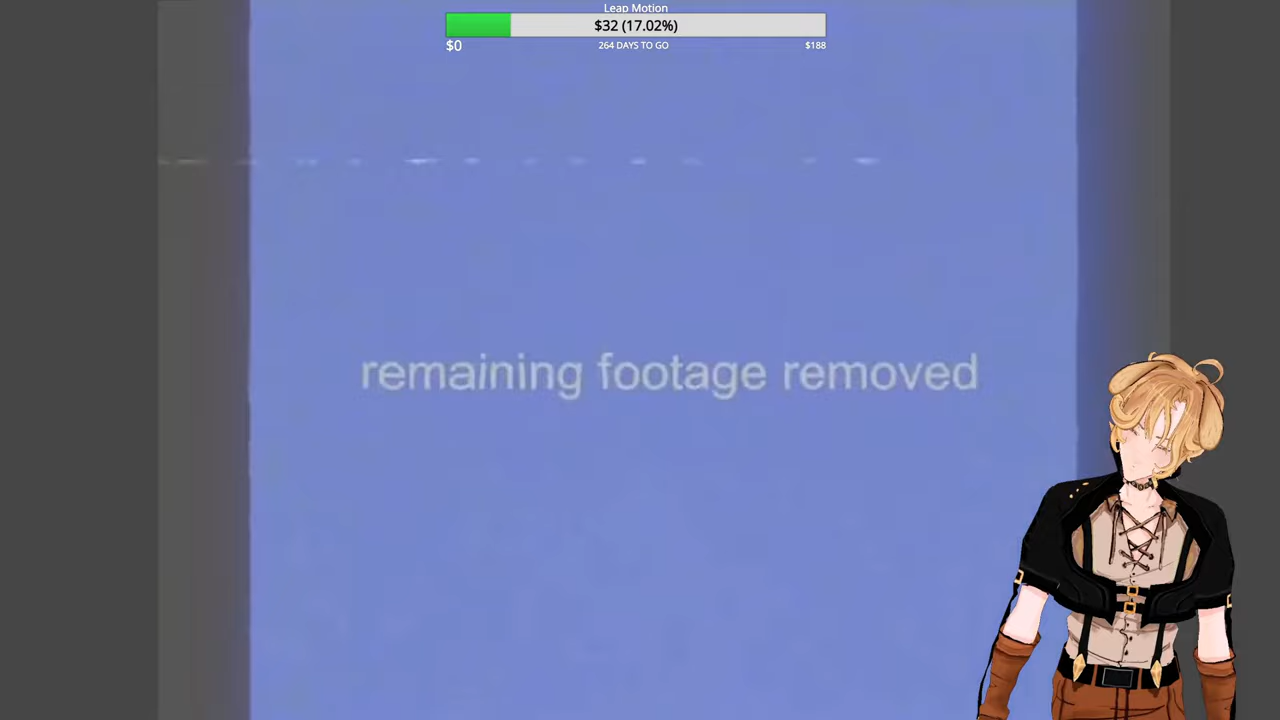 Leap Motion
$32 (17.02%)
$0 264 DAYS TO GO $188
remaining footage removed